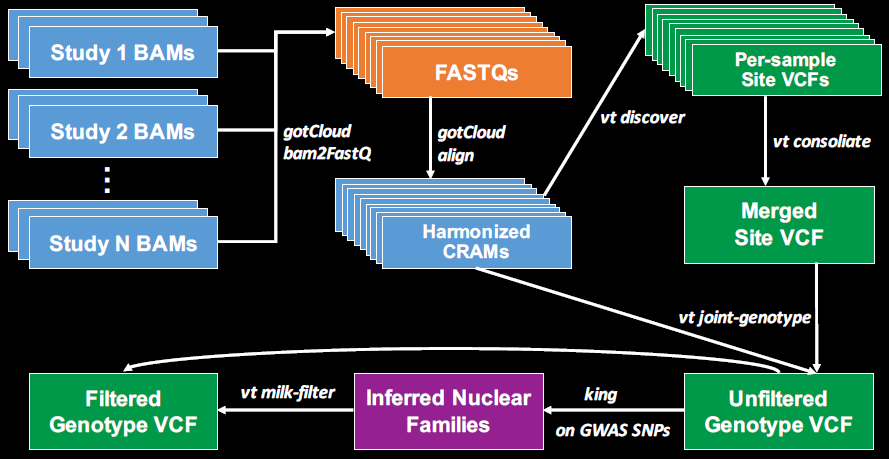 Study 1 BAMs
Study 2 BAMs
Study N BAMs
gotCloud
bam2FastQ
FASTQs
gotCloud
align
Harmonized
CRAMs
vt discover
Per-sample
Site VCFs
vt consoliate
Merged
Site VCF
vt joint-genotype
Unfiltered
Genotype VCF
king
on GWAS SNPs
Inferred Nuclear
Families
vt milk-filter
Filtered
Genotype VCF